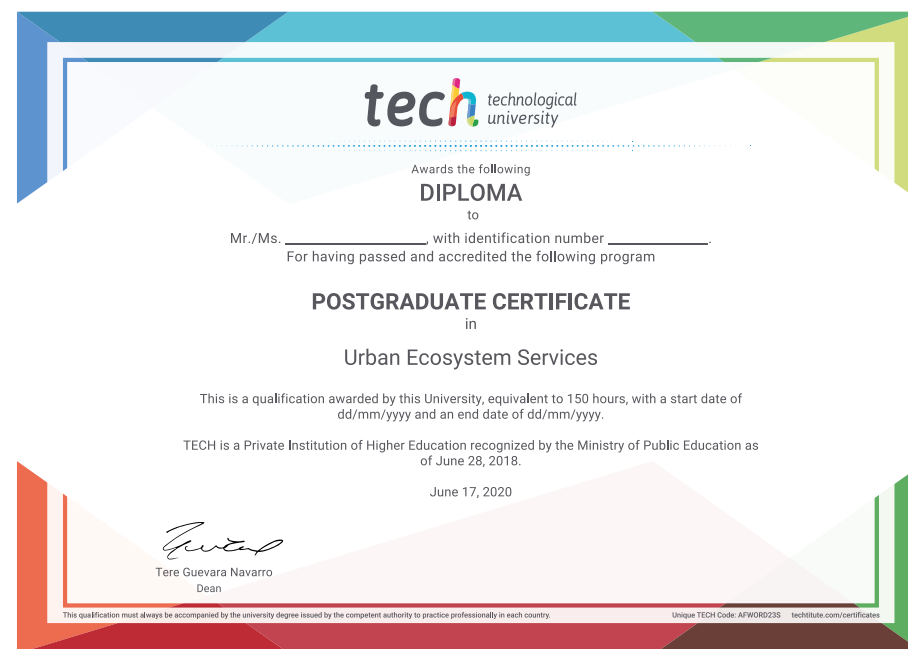 tech technological
university
Awards the following
DIPLOMA
to
Mr./Ms. ____________, with identification number ____________.
For having passed and accredited the following program
POSTGRADUATE CERTIFICATE
in
Urban Ecosystem Services
This is a qualification awarded by this University, equivalent to 150 hours, with a start date of
dd/mm/yyyy and an end date of dd/mm/yyyy.
TECH is a Private Institution of Higher Education recognized by the Ministry of Public Education as
of June 28, 2018.
June 17, 2020
Tere Guevara Navarro
Dean
This qualification must always be accompanied by the university degree issued by the competent authority to practice professionally in each country.
Unique TECH Code: AFWORD23S techtitute.com/certificates